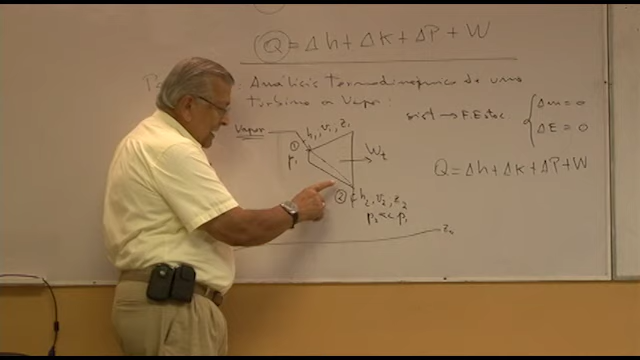 Q = Δh + ΔK + ΔP + W
Análisis termodinámico de una
turbina a Vapor:
Vapor
①
h₁, v₁, z₁
P₁
Wt
②
h₂, v₂, z₂
P₂ << P₁
sist → F. Estac.
Δm = 0
ΔE = 0
Q = Δh + ΔK + ΔP + W